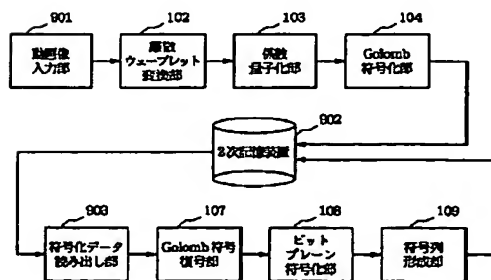 901
102
103
104
動画像
入力部
離散
ウェーブレット
変換部
係数
量子化部
Golomb
符号化部
902
2次記憶装置
903
107
108
109
符号化データ
読み出し部
Golomb 符号
復号部
ビット
プレーン
符号化部
符号列
形成部